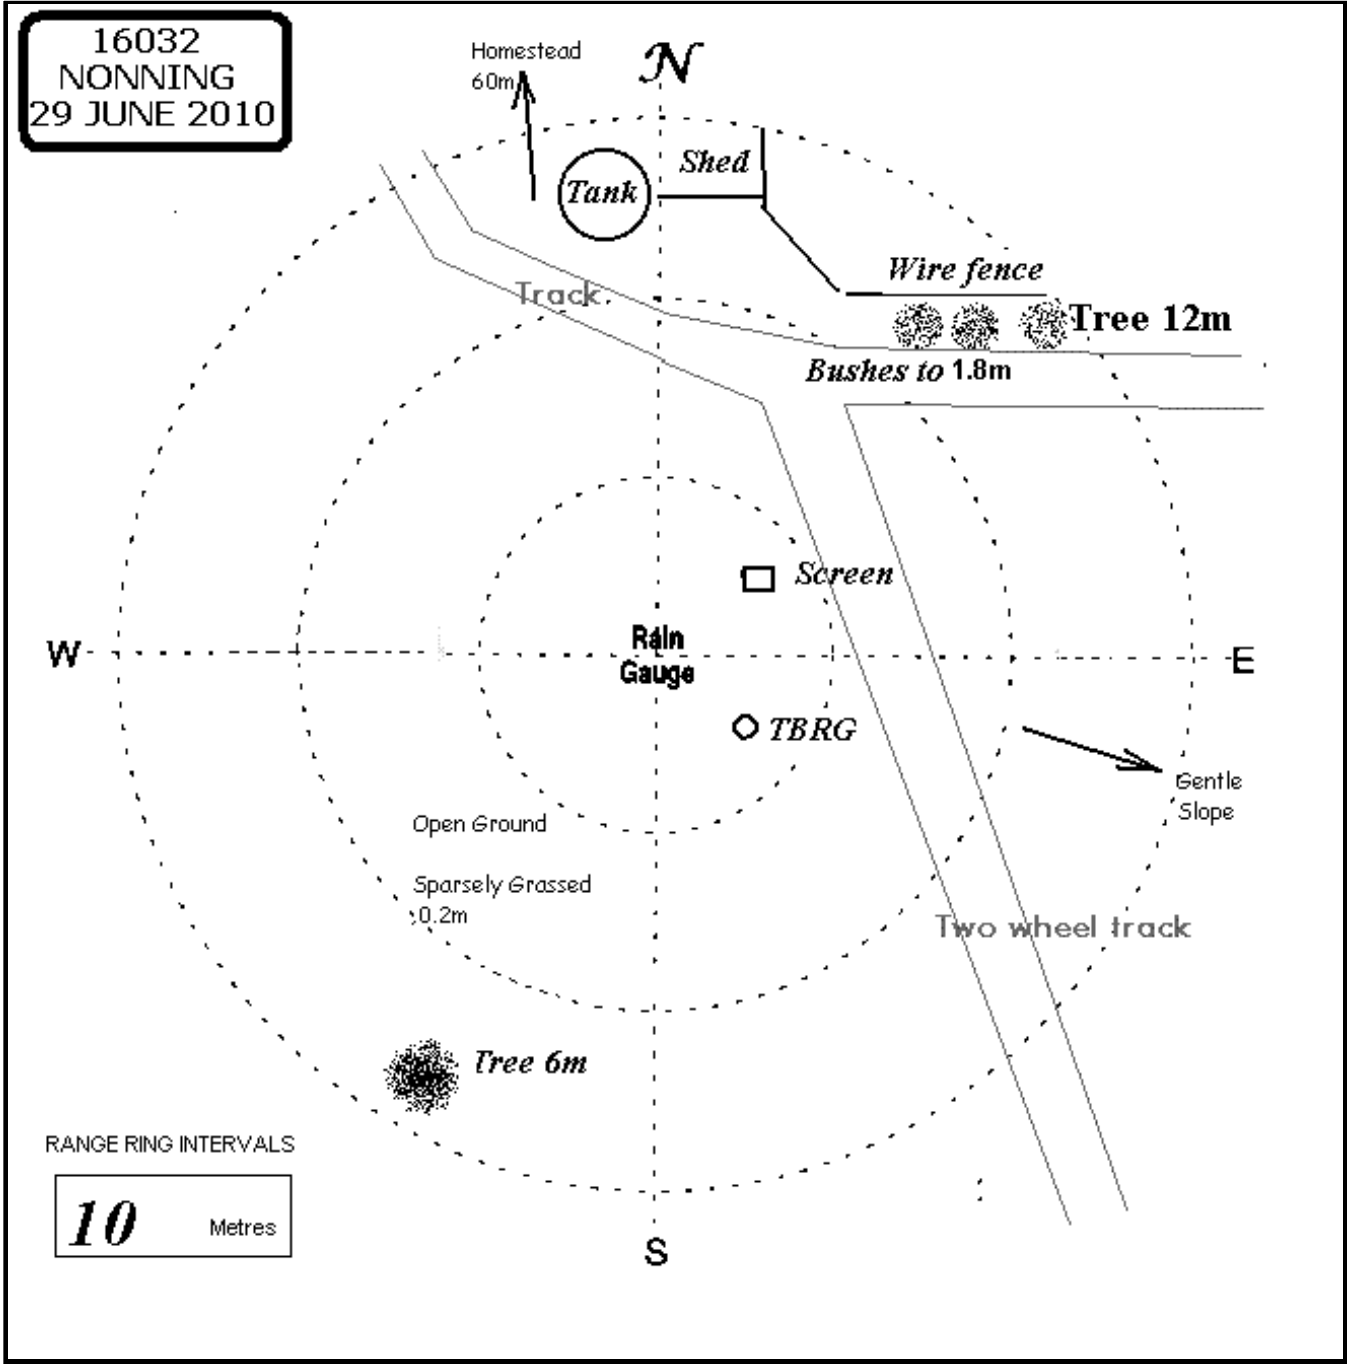 16032
NONNING
29 JUNE 2010
Homestead
60m
N
Shed
Tank
Wire fence
Track
Tree 12m
Bushes to 1.8m
Screen
W
Rain
Gauge
E
TBRG
Gentle
Slope
Open Ground
Sparsely Grassed
0.2m
Two wheel track
Tree 6m
RANGE RING INTERVALS
10 Metres
S